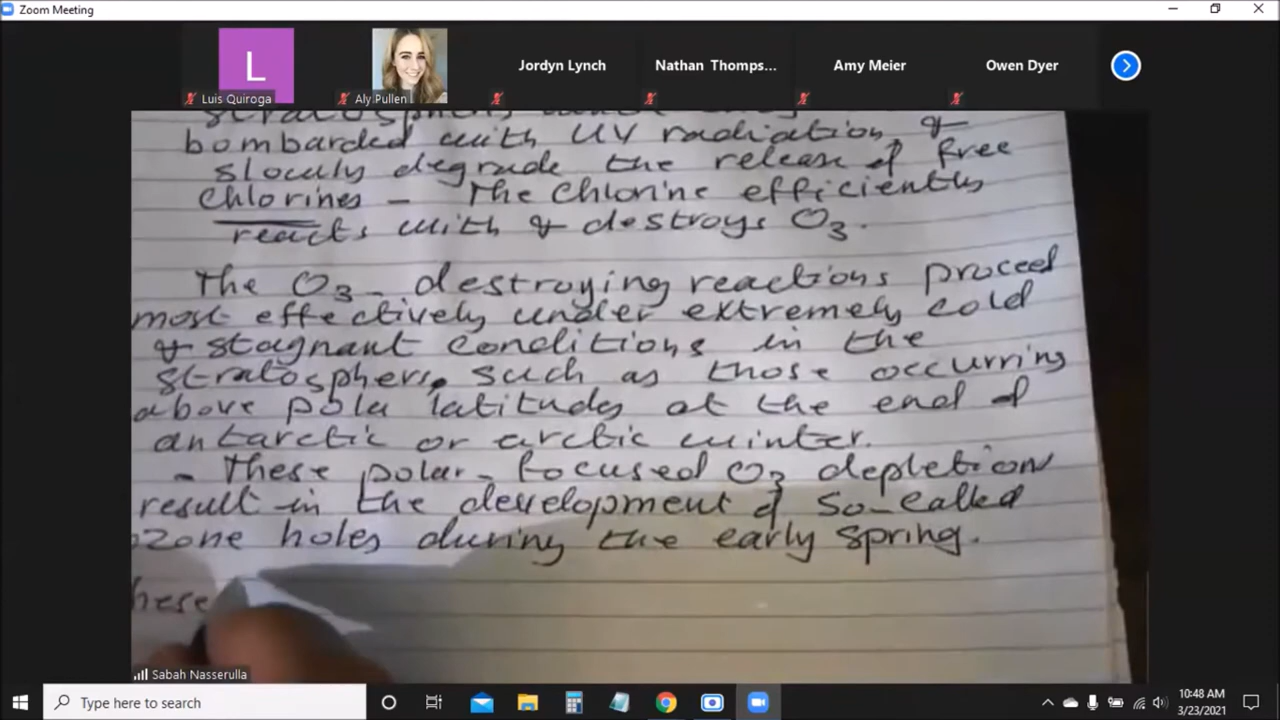 Zoom Meeting
L
Luis Quiroga
Aly Pullen
Jordyn Lynch
Nathan Thomps...
Amy Meier
Owen Dyer
bombarded with UV radiation &
slowly degrade the release of free
chlorines - The Chlorine efficiently
reacts with & destroys O3.
The O3- destroying reactions proceed
most effectively under extremely cold
& stagnant conditions in the
stratosphere. such as those occurring
above pola latitudes at the end of
antarctic or arctic winter.
- These polar- focused O3 depletion
result in the development of so-called
ozone holes during the early spring.
hese
Sabah Nasserulla
Type here to search
10:48 AM
3/23/2021